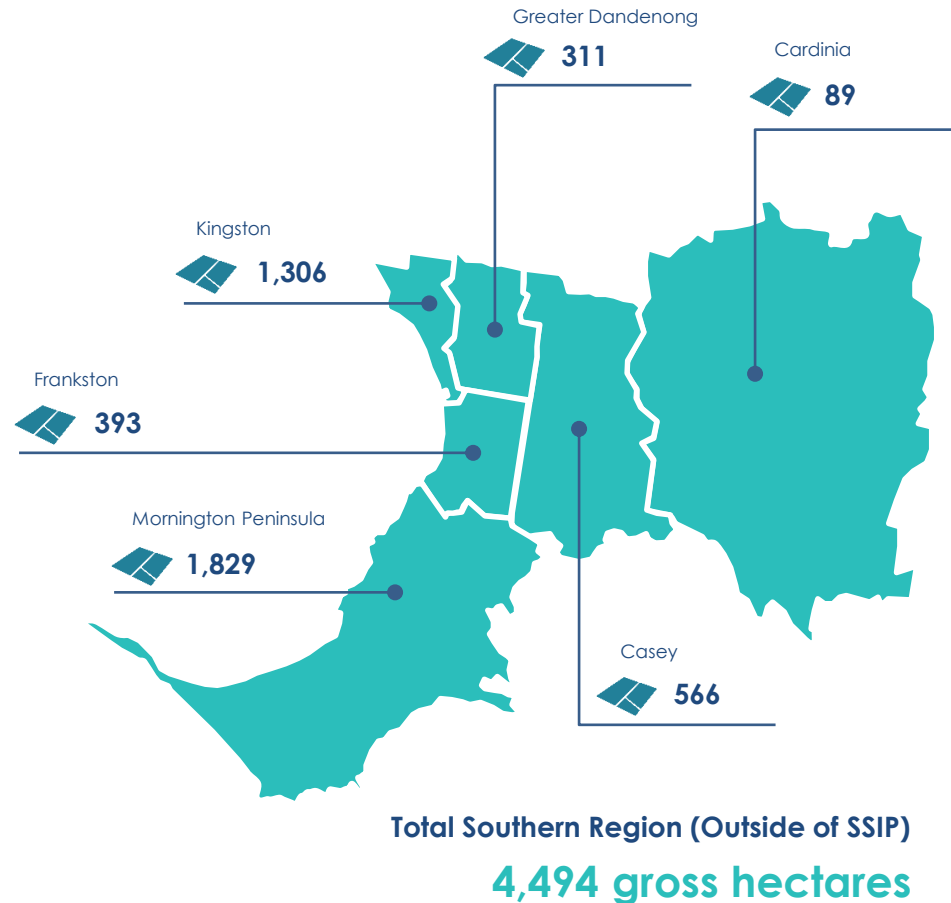 Greater Dandenong
311
Cardinia
89
Kingston
1,306
Frankston
393
Mornington Peninsula
1,829
Casey
566
Total Southern Region (Outside of SSIP)
4,494 gross hectares